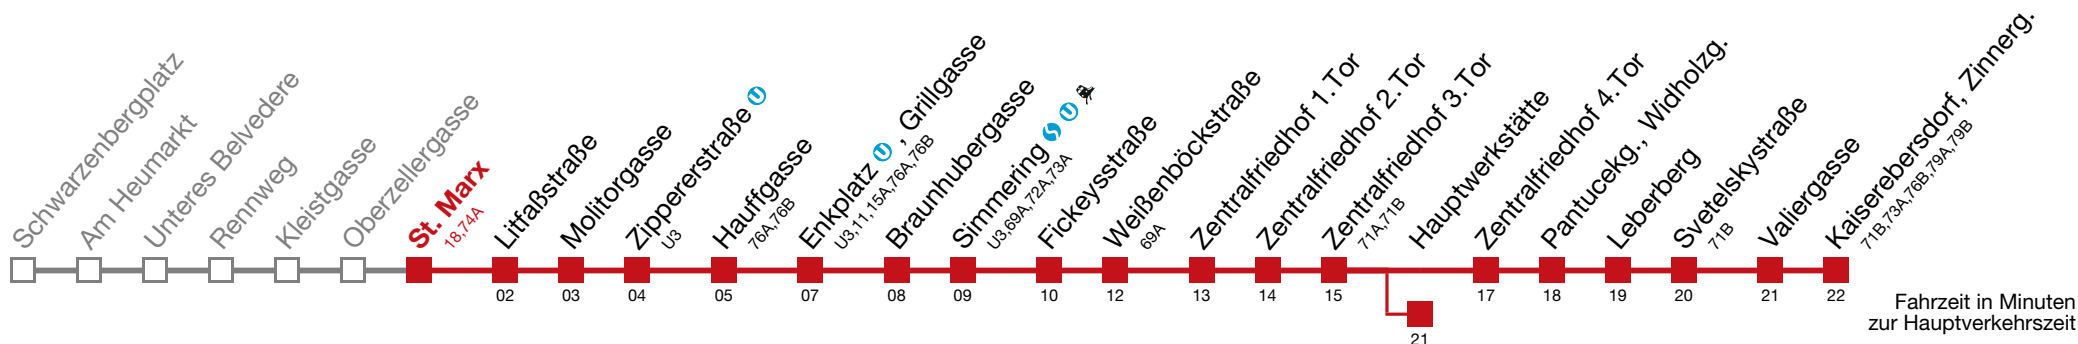 Schwarzenbergplatz
Am Heumarkt
Unteres Belvedere
Rennweg
Kleistgasse
Oberzellergasse
St. Marx
18,74A
Litfaßstraße
02
Molitorgasse
03
Zippererstraße U
U3
04
Hauffgasse
76A,76B
05
Enkplatz U , Grillgasse
U3,11,15A,76A,76B
07
Braunhubergasse
08
Simmering S U
U3,69A,72A,73A
09
Fickeysstraße
10
Weißenböckstraße
69A
12
Zentralfriedhof 1.Tor
13
Zentralfriedhof 2.Tor
14
Zentralfriedhof 3.Tor
71A,71B
15
Hauptwerkstätte
21
Zentralfriedhof 4.Tor
17
Pantucekg., Widholzg.
18
Leberberg
19
Svetelskystraße
71B
20
Valiergasse
21
Kaiserebersdorf, Zinnerg.
71B,73A,76B,79A,79B
22
Fahrzeit in Minuten
zur Hauptverkehrszeit